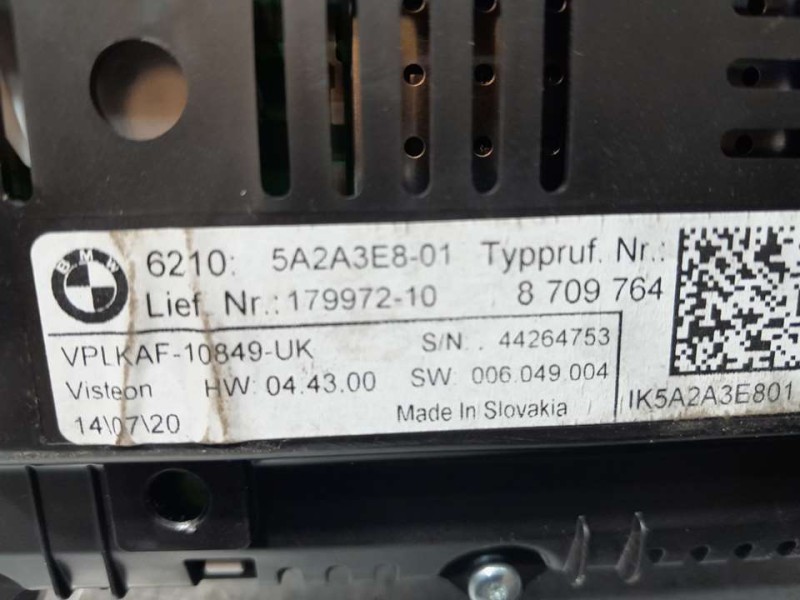 BMW
6210: 5A2A3E8-01 Typpruf. Nr.:
Lief. Nr.: 179972-10 8 709 764
VPLKAF-10849-UK S/N. . 44264753
Visteon HW: 04.43.00 SW: 006.049.004
14\07\20 Made In Slovakia
IK5A2A3E801